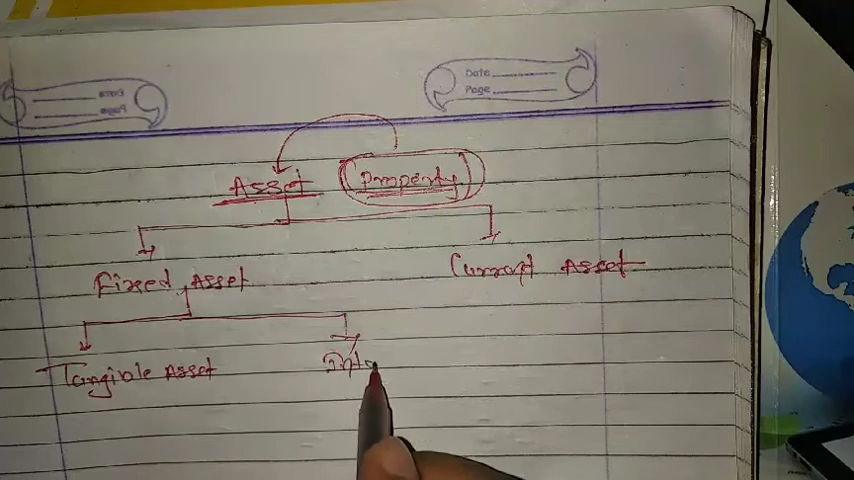 Date
Page
Asset (Property)
Fixed Asset
Current Asset
Tangible Asset